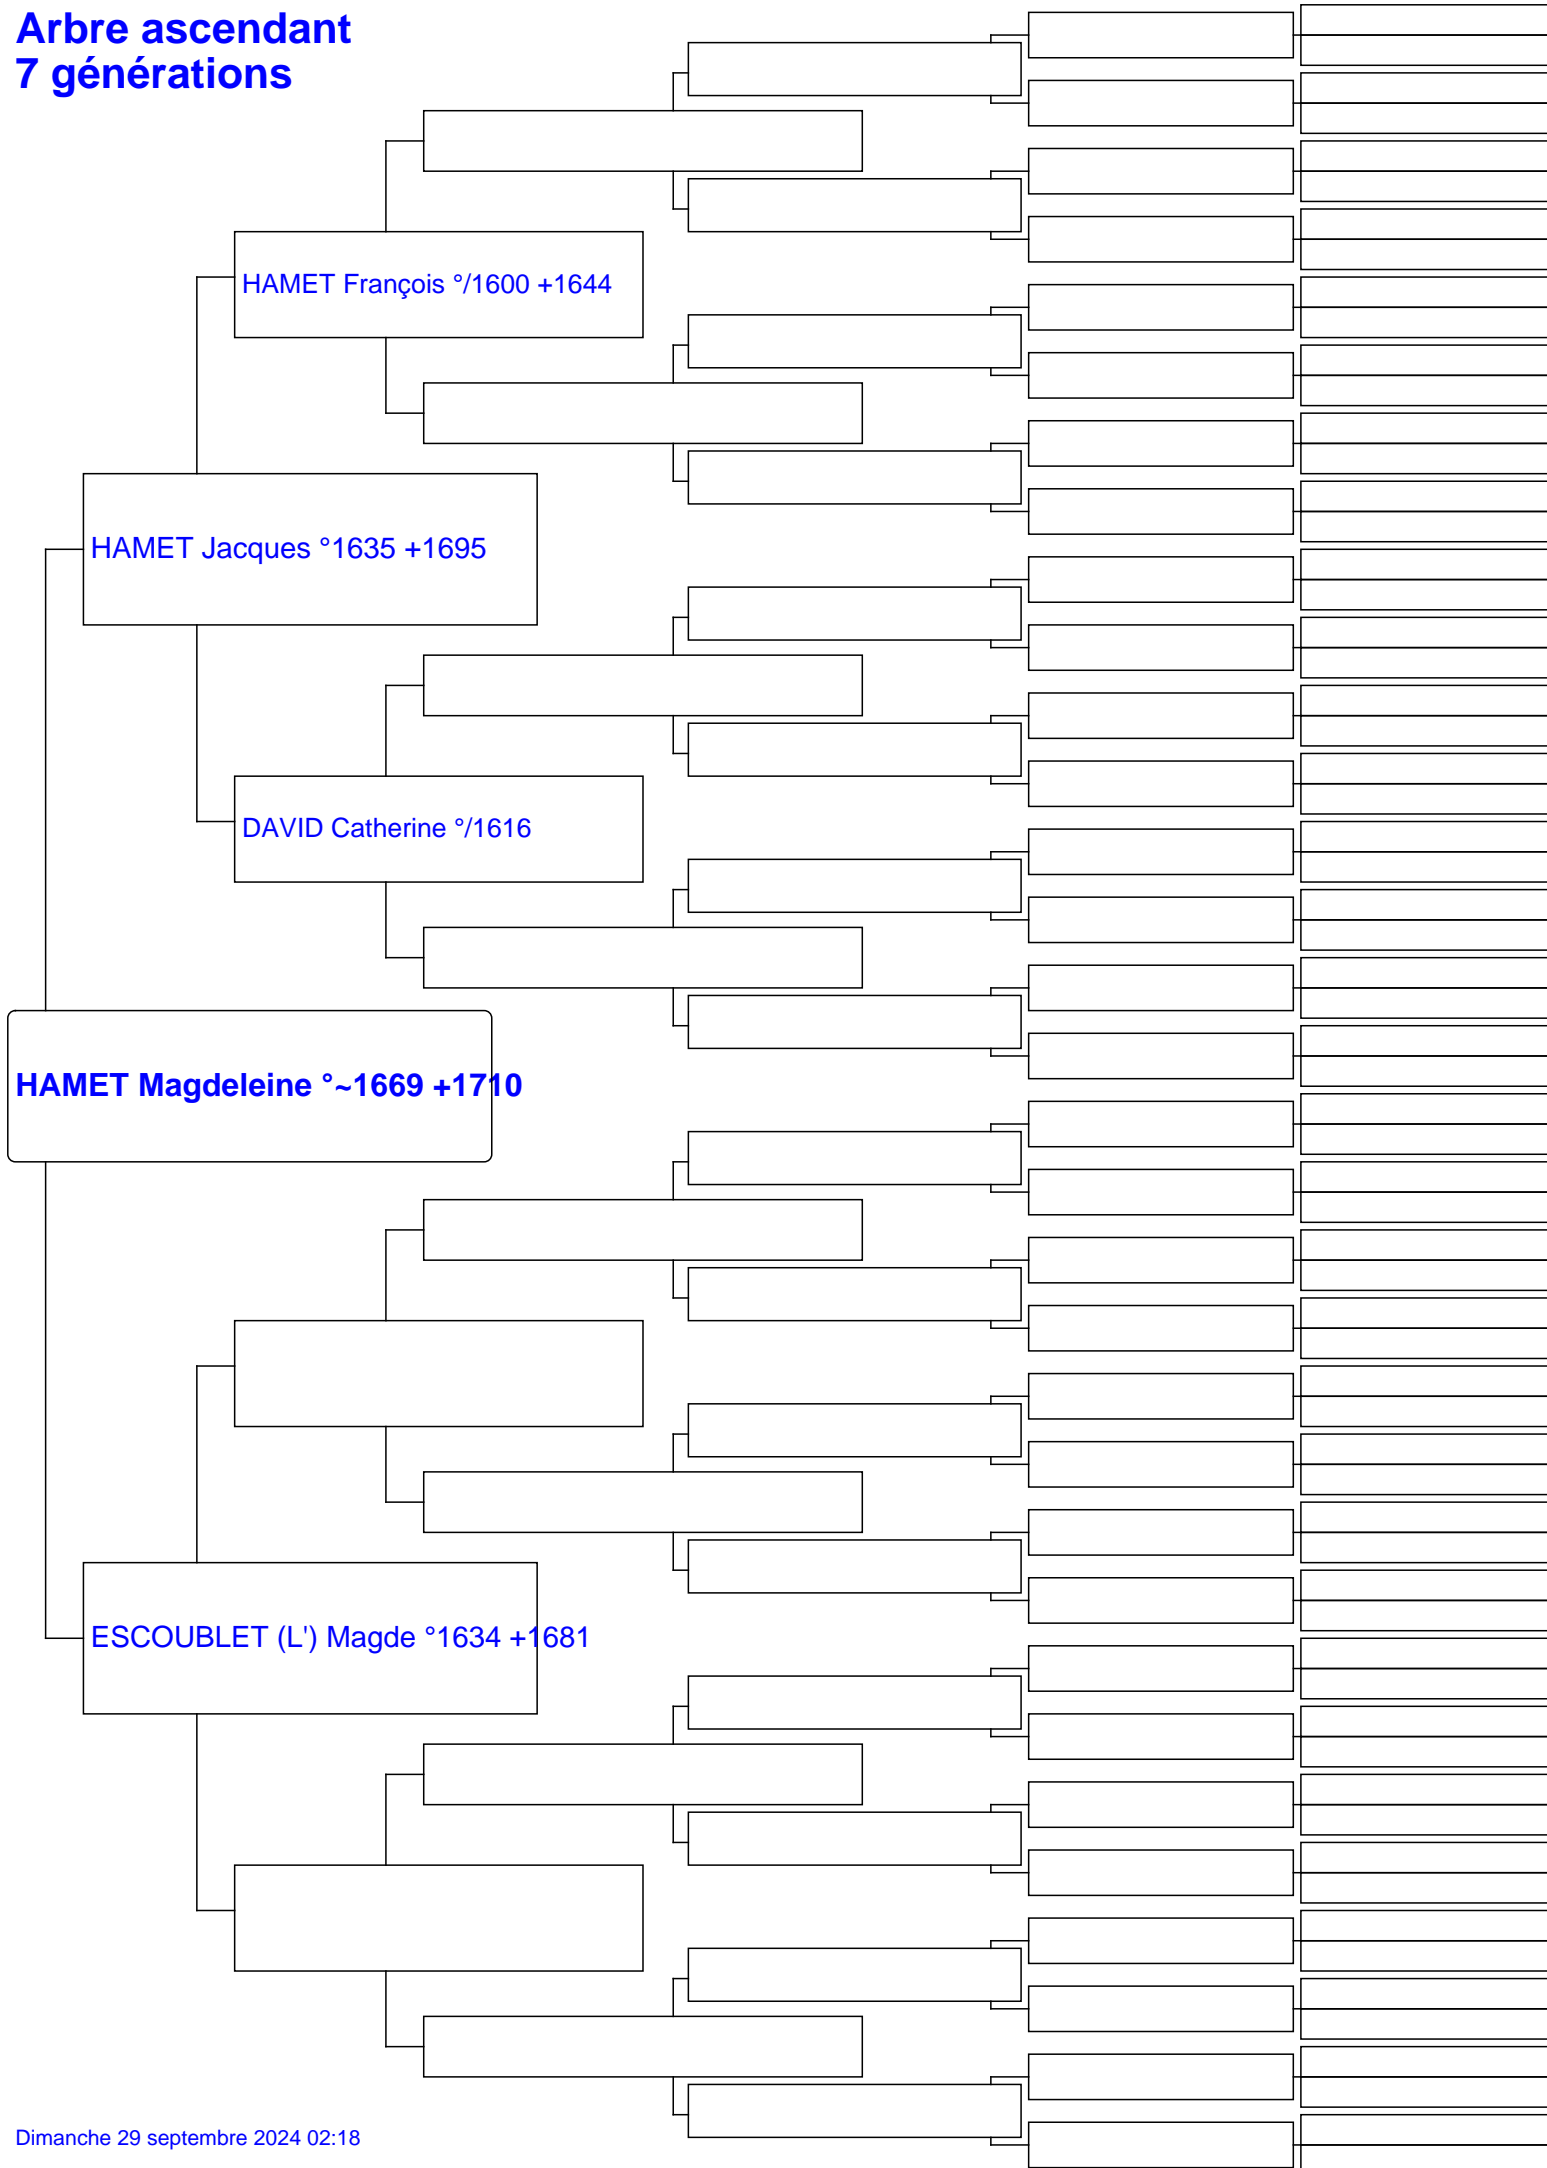 Arbre ascendant
7 générations
HAMET François °/1600 +1644
HAMET Jacques °1635 +1695
DAVID Catherine °/1616
HAMET Magdeleine °~1669 +1710
ESCOUBLET (L') Magde °1634 +1681
Dimanche 29 septembre 2024 02:18